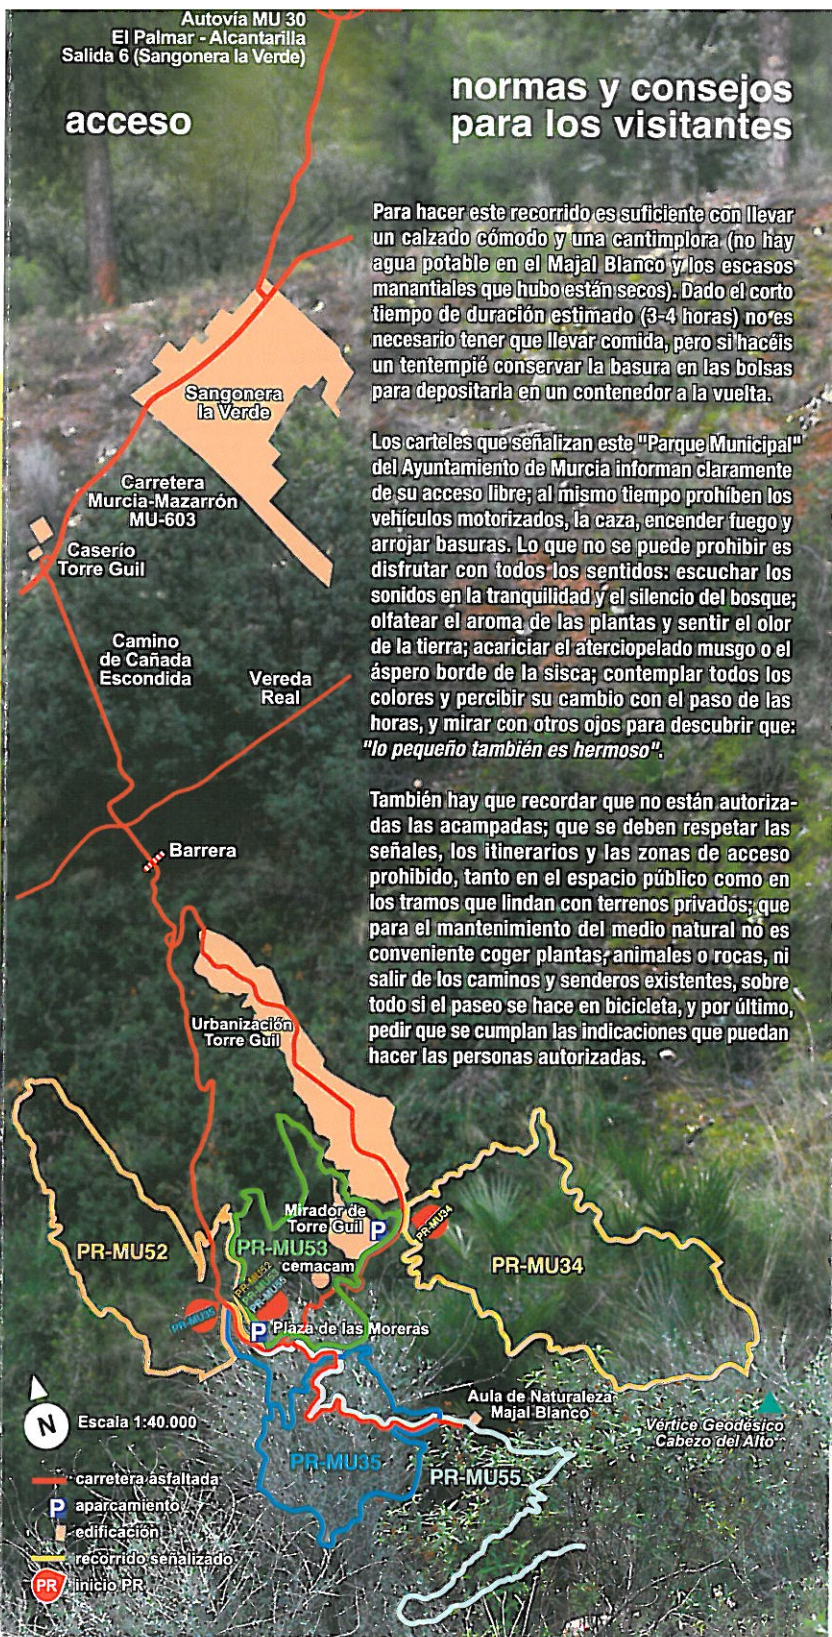 Autovía MU 30
El Palmar - Alcantarilla
Salida 6 (Sangonera la Verde)
acceso
normas y consejos
para los visitantes
Para hacer este recorrido es suficiente con llevar
un calzado cómodo y una cantimplora (no hay
agua potable en el Majal Blanco y los escasos
manantiales que hubo están secos). Dado el corto
tiempo de duración estimado (3-4 horas) no es
necesario tener que llevar comida, pero si hacéis
un tentempié conservar la basura en las bolsas
para depositarla en un contenedor a la vuelta.
Los carteles que señalizan este "Parque Municipal"
del Ayuntamiento de Murcia informan claramente
de su acceso libre; al mismo tiempo prohíben los
vehículos motorizados, la caza, encender fuego y
arrojar basuras. Lo que no se puede prohibir es
disfrutar con todos los sentidos: escuchar los
sonidos en la tranquilidad y el silencio del bosque;
olfatear el aroma de las plantas y sentir el olor
de la tierra; acariciar el aterciopelado musgo o el
áspero borde de la sisca; contemplar todos los
colores y percibir su cambio con el paso de las
horas, y mirar con otros ojos para descubrir que:
"lo pequeño también es hermoso".
También hay que recordar que no están autoriza-
das las acampadas; que se deben respetar las
señales, los itinerarios y las zonas de acceso
prohibido, tanto en el espacio público como en
los tramos que lindan con terrenos privados; que
para el mantenimiento del medio natural no es
conveniente coger plantas, animales o rocas, ni
salir de los caminos y senderos existentes, sobre
todo si el paseo se hace en bicicleta, y por último,
pedir que se cumplan las indicaciones que puedan
hacer las personas autorizadas.
Sangonera
la Verde
Carretera
Murcia-Mazarrón
MU-603
Caserío
Torre Guil
Camino
de Cañada
Escondida
Vereda
Real
Barrera
Urbanización
Torre Guil
Mirador de
Torre Guil
P
PR-MU34
PR-MU52
PR-MU53
cemacam
PR-MU34
PR-MU52
PR-MU55
PR-MU35
P
Plaza de las Moreras
Aula de Naturaleza
Majal Blanco
Vértice Geodésico
Cabezo del Alto
PR-MU35
PR-MU55
N
Escala 1:40.000
carretera asfaltada
P aparcamiento
edificación
recorrido señalizado
PR inicio PR